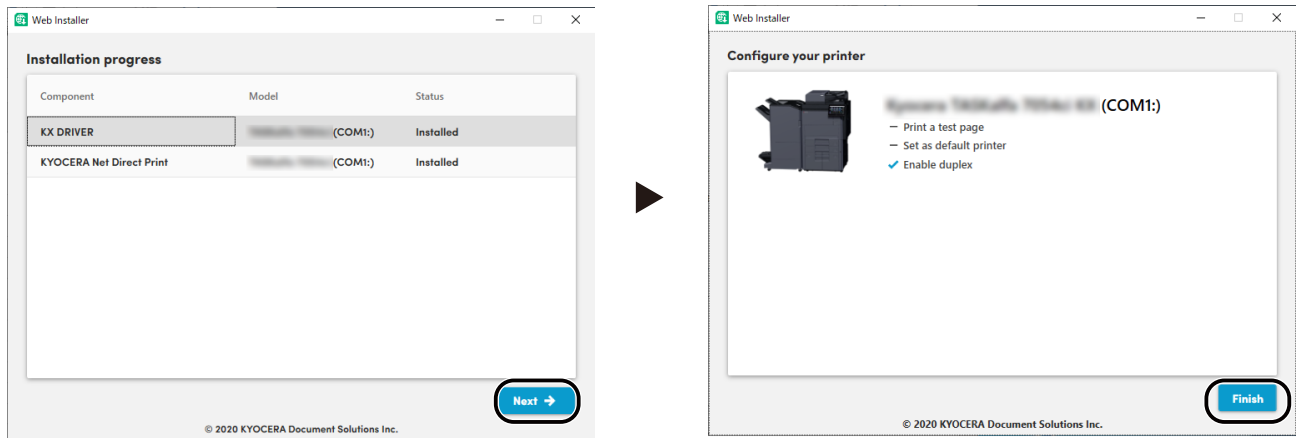 Web Installer
Installation progress
Component Model Status
KX DRIVER (COM1:) Installed
KYOCERA Net Direct Print (COM1:) Installed
Next →
© 2020 KYOCERA Document Solutions Inc.
Web Installer
Configure your printer
(COM1:)
– Print a test page
– Set as default printer
✓ Enable duplex
Finish
© 2020 KYOCERA Document Solutions Inc.